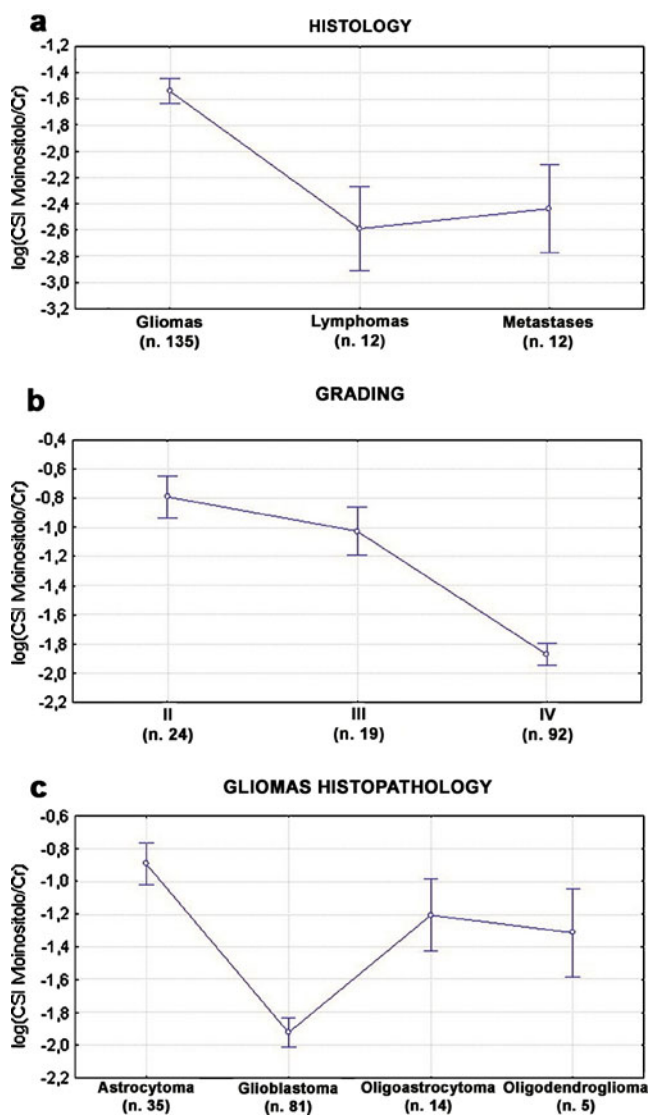 a
HISTOLOGY
-1,2
-1,4
-1,6
-1,8
-2,0
-2,2
-2,4
-2,6
-2,8
-3,0
-3,2
log(CSI Moinositolo/Cr)
Gliomas Lymphomas Metastases
(n. 135) (n. 12) (n. 12)
b
GRADING
-0,4
-0,6
-0,8
-1,0
-1,2
-1,4
-1,6
-1,8
-2,0
-2,2
log(CSI Moinositolo/Cr)
II III IV
(n. 24) (n. 19) (n. 92)
c
GLIOMAS HISTOPATHOLOGY
-0,6
-0,8
-1,0
-1,2
-1,4
-1,6
-1,8
-2,0
-2,2
log(CSI Moinositolo/Cr)
Astrocytoma Glioblastoma Oligoastrocytoma Oligodendroglioma
(n. 35) (n. 81) (n. 14) (n. 5)